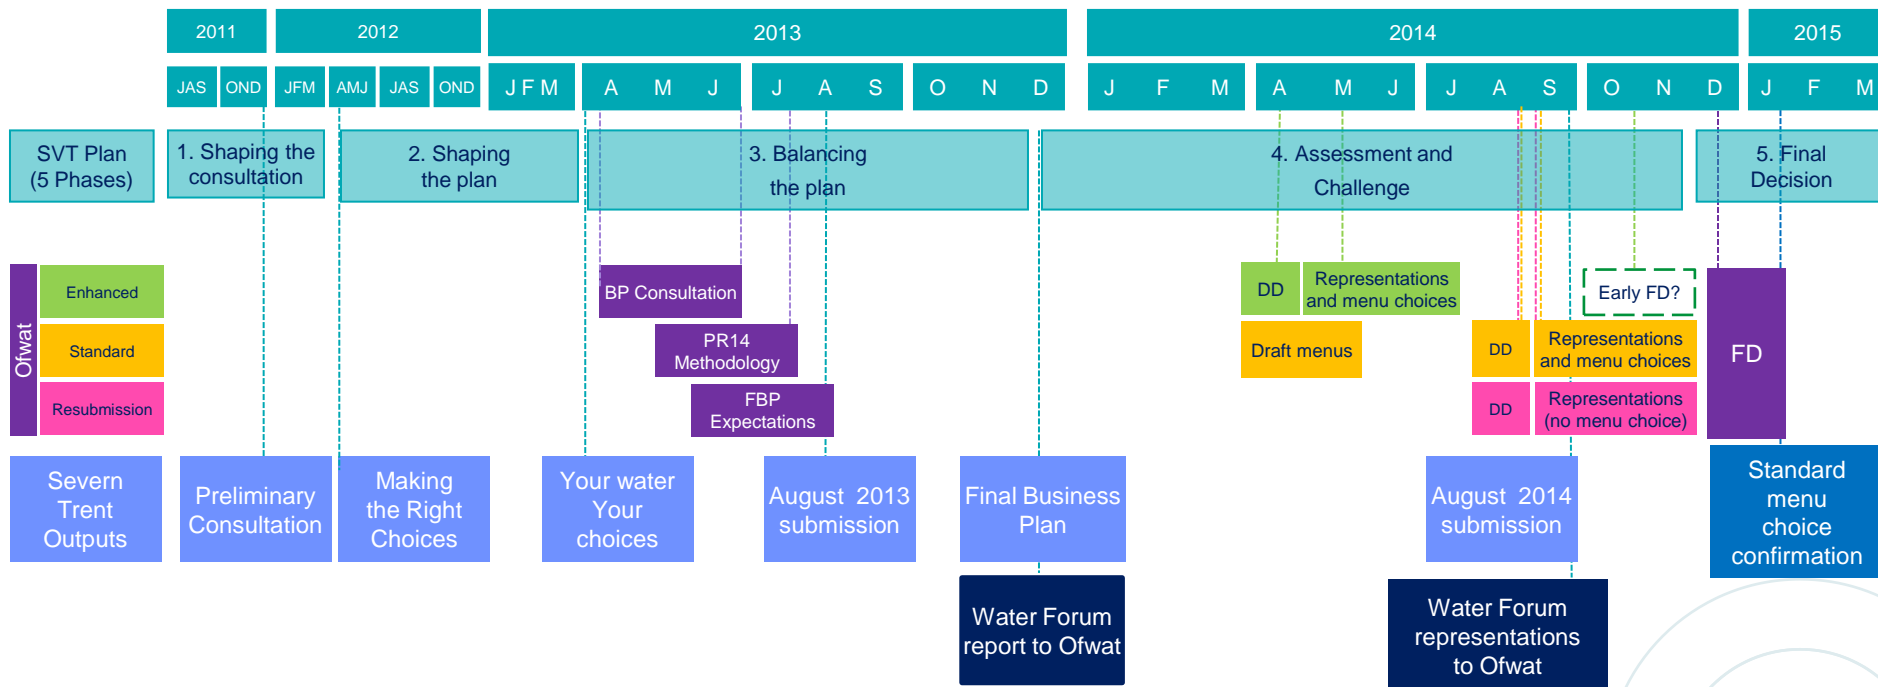 2011
2012
2013
2014
2015
JAS
OND
JFM
AMJ
JAS
OND
J F M
A M J
J A S
O N D
J F M
A M J
J A S
O N D
J F M
SVT Plan
(5 Phases)
1. Shaping the
consultation
2. Shaping
the plan
3. Balancing
the plan
4. Assessment and
Challenge
5. Final
Decision
Ofwat
Enhanced
Standard
Resubmission
BP Consultation
PR14
Methodology
FBP
Expectations
DD
Representations
and menu choices
Draft menus
Early FD?
DD
Representations
and menu choices
DD
Representations
(no menu choice)
FD
Severn
Trent
Outputs
Preliminary
Consultation
Making
the Right
Choices
Your water
Your
choices
August 2013
submission
Final Business
Plan
August 2014
submission
Standard
menu
choice
confirmation
Water Forum
report to Ofwat
Water Forum
representations
to Ofwat